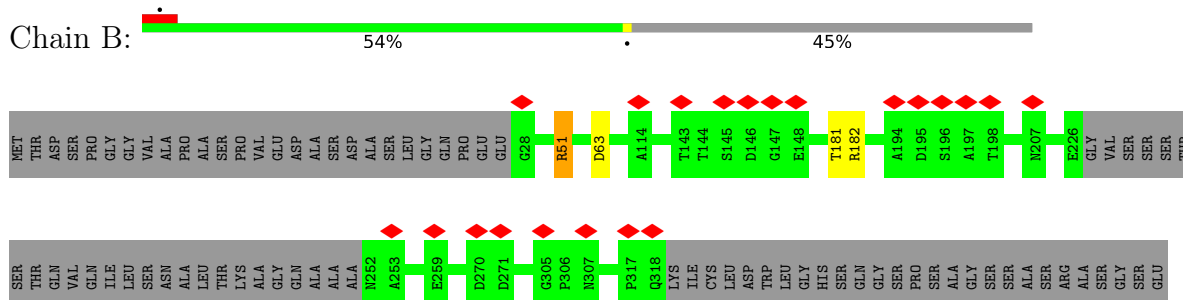 Chain B:
54%
45%
MET THR ASP SER PRO GLY GLY VAL ALA PRO ALA SER PRO VAL GLU ASP ALA SER ASP ALA SER LEU GLY GLN PRO GLU GLU G28 R51 D63 A114 T143 T144 S145 D146 G147 E148 T181 R182 A194 D195 S196 A197 T198 N207 E226 GLY VAL SER SER SER
SER THR GLN VAL GLN ILE LEU SER ASN ALA LEU THR LYS ALA GLY GLN ALA ALA ALA N252 A253 E259 D270 D271 G305 P306 N307 P317 Q318 LYS ILE CYS LEU ASP TRP LEU GLY HIS SER GLN GLY SER PRO SER ALA GLY SER SER ALA SER ARG ALA SER GLY SER GLU